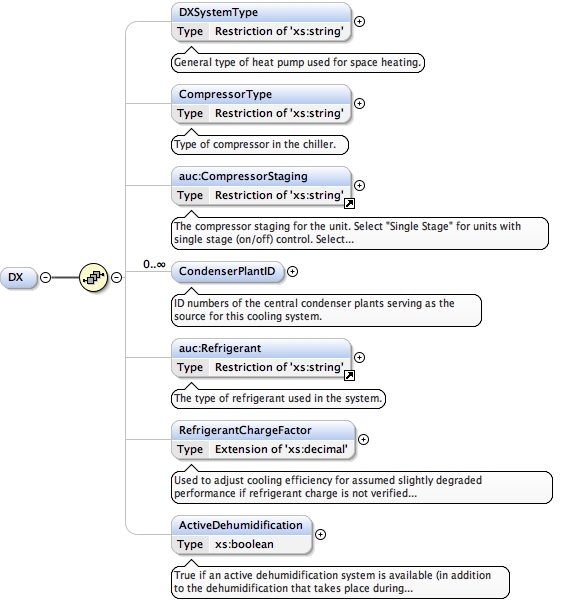 DXSystemType
Type Restriction of 'xs:string'
General type of heat pump used for space heating.
CompressorType
Type Restriction of 'xs:string'
Type of compressor in the chiller.
auc:CompressorStaging
Type Restriction of 'xs:string'
The compressor staging for the unit. Select "Single Stage" for units with
single stage (on/off) control. Select...
DX
0..∞
CondenserPlantID
ID numbers of the central condenser plants serving as the
source for this cooling system.
auc:Refrigerant
Type Restriction of 'xs:string'
The type of refrigerant used in the system.
RefrigerantChargeFactor
Type Extension of 'xs:decimal'
Used to adjust cooling efficiency for assumed slightly degraded
performance if refrigerant charge is not verified...
ActiveDehumidification
Type xs:boolean
True if an active dehumidification system is available (in addition
to the dehumidification that takes place during...